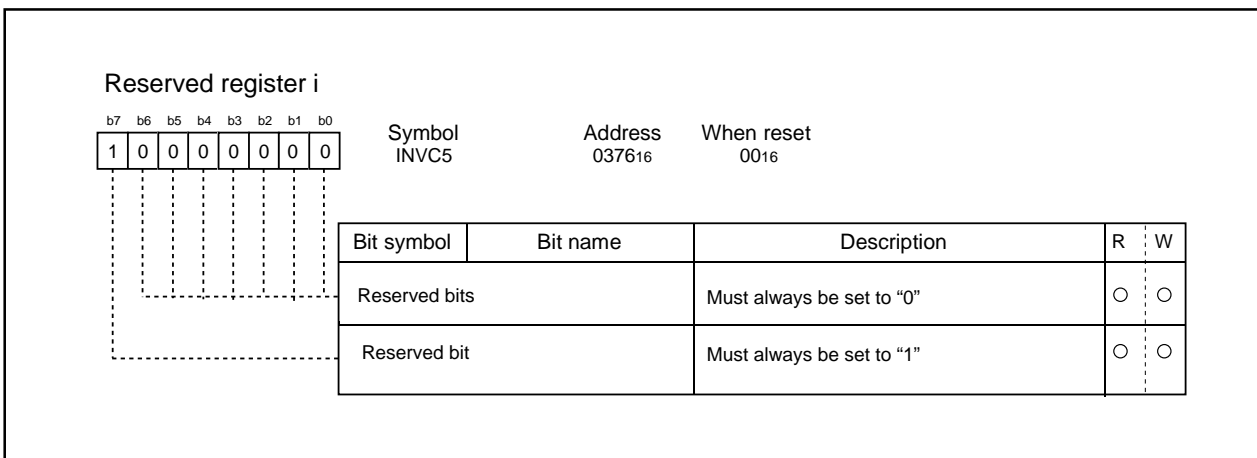 Reserved register i
b7 b6 b5 b4 b3 b2 b1 b0
1 0 0 0 0 0 0 0
Symbol Address When reset
INVC5 037616 0016
Bit symbol Bit name Description R W
Reserved bits Must always be set to “0” ○ ○
Reserved bit Must always be set to “1” ○ ○